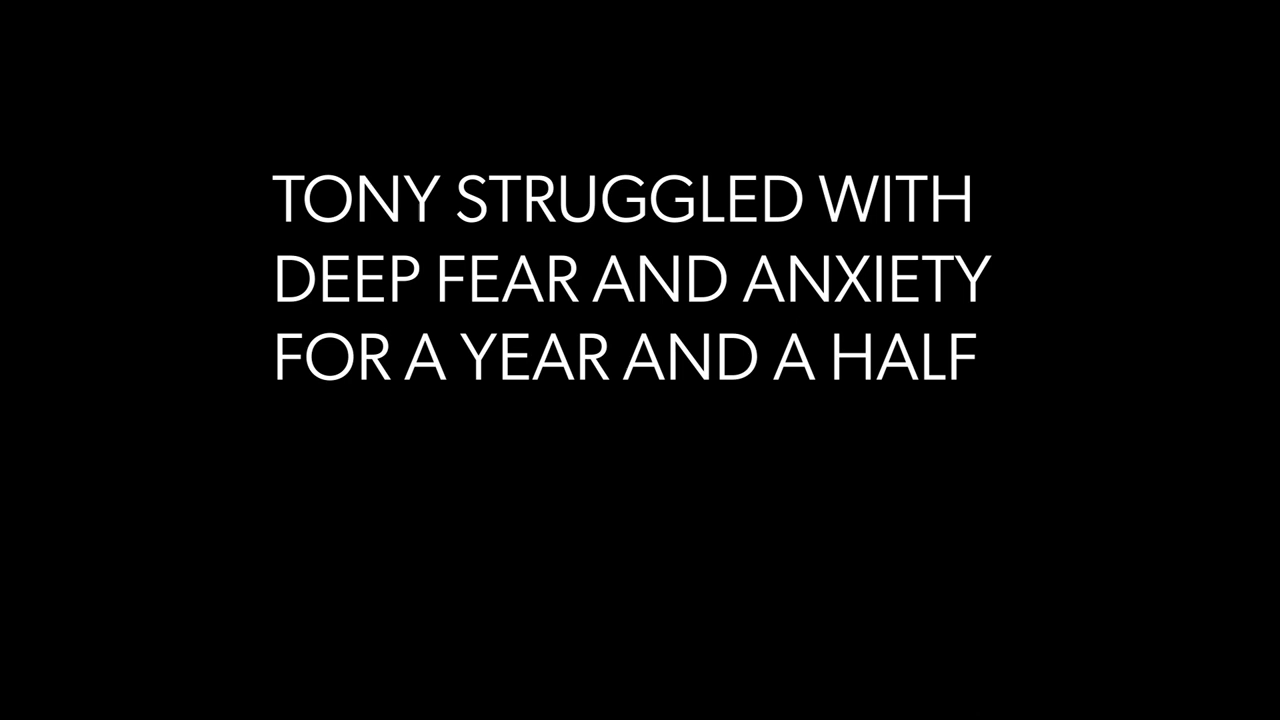 TONY STRUGGLED WITH
DEEP FEAR AND ANXIETY
FOR A YEAR AND A HALF